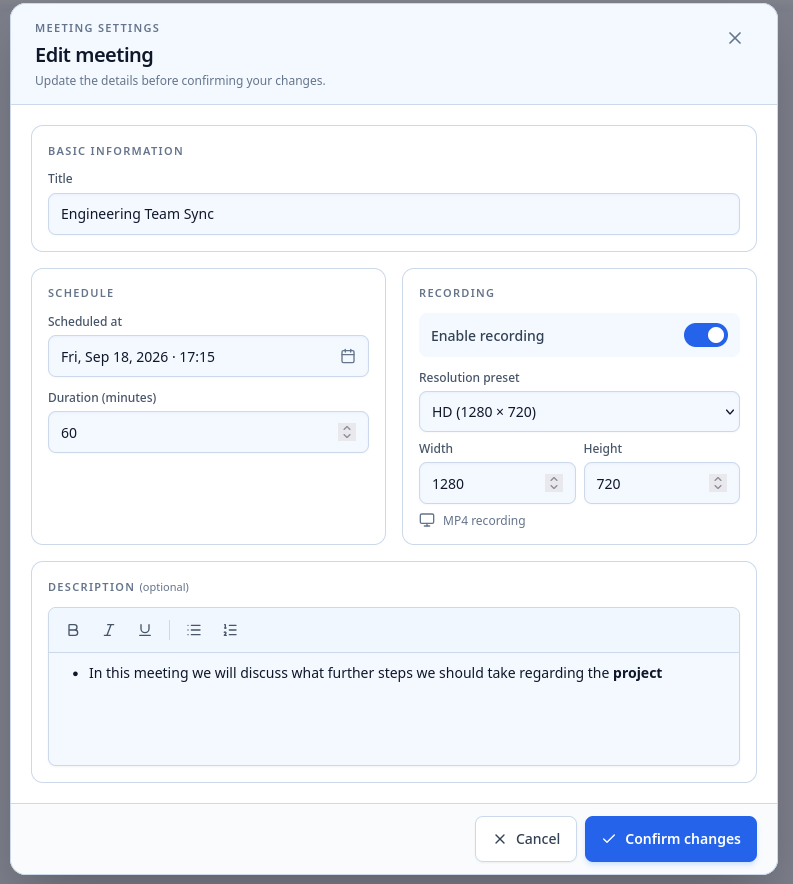 MEETING SETTINGS
Edit meeting
Update the details before confirming your changes.
BASIC INFORMATION
Title
Engineering Team Sync
SCHEDULE
Scheduled at
Fri, Sep 18, 2026 · 17:15
Duration (minutes)
60
RECORDING
Enable recording
Resolution preset
HD (1280 × 720)
Width
Height
1280
720
MP4 recording
DESCRIPTION (optional)
B I U
• In this meeting we will discuss what further steps we should take regarding the project
Cancel
Confirm changes